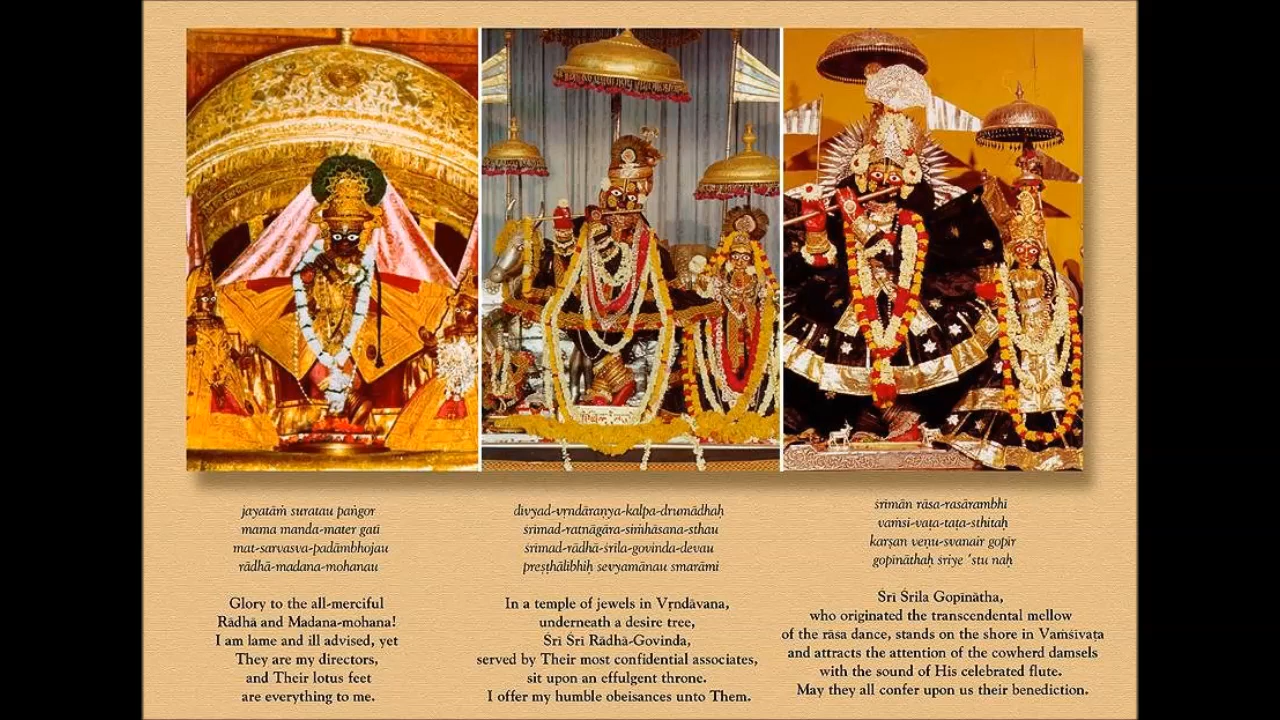 jayatāṁ suratau paṅgor
mama manda-mater gatī
mat-sarvasva-padāmbhojau
rādhā-madana-mohanau
Glory to the all-merciful
Rādhā and Madana-mohana!
I am lame and ill advised, yet
They are my directors,
and Their lotus feet
are everything to me.
dīvyad-vṛndāraṇya-kalpa-drumādhaḥ
śrīmad-ratnāgāra-siṁhāsana-sthau
śrīmad-rādhā-śrīla-govinda-devau
preṣṭhālībhiḥ sevyamānau smarāmi
In a temple of jewels in Vṛndāvana,
underneath a desire tree,
Śrī Śrī Rādhā-Govinda,
served by Their most confidential associates,
sit upon an effulgent throne.
I offer my humble obeisances unto Them.
śrīmān rāsa-rasārambhī
vaṁśī-vaṭa-taṭa-sthitaḥ
karṣan veṇu-svanair gopīr
gopīnāthaḥ śriye 'stu naḥ
Śrī Śrīla Gopīnātha,
who originated the transcendental mellow
of the rāsa dance, stands on the shore in Vaṁśīvaṭa
and attracts the attention of the cowherd damsels
with the sound of His celebrated flute.
May they all confer upon us their benediction.